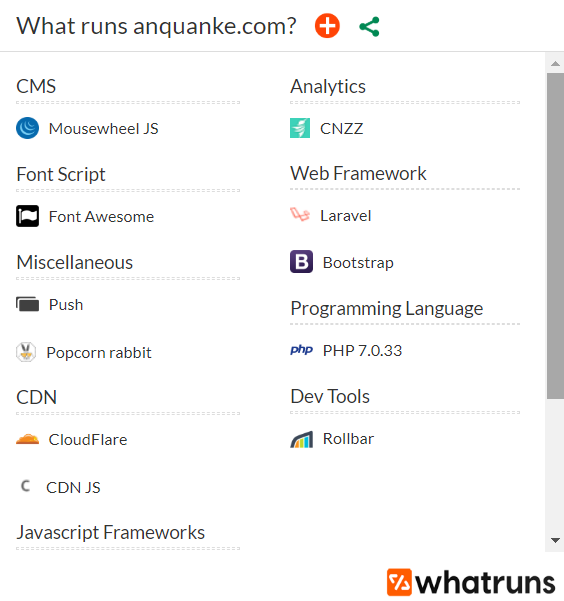 What runs anquanke.com?
CMS
Mousewheel JS
Font Script
Font Awesome
Miscellaneous
Push
Popcorn rabbit
CDN
CloudFlare
C
CDN JS
Javascript Frameworks
Analytics
CNZZ
Web Framework
Laravel
B
Bootstrap
Programming Language
php
PHP 7.0.33
Dev Tools
Rollbar
whatruns